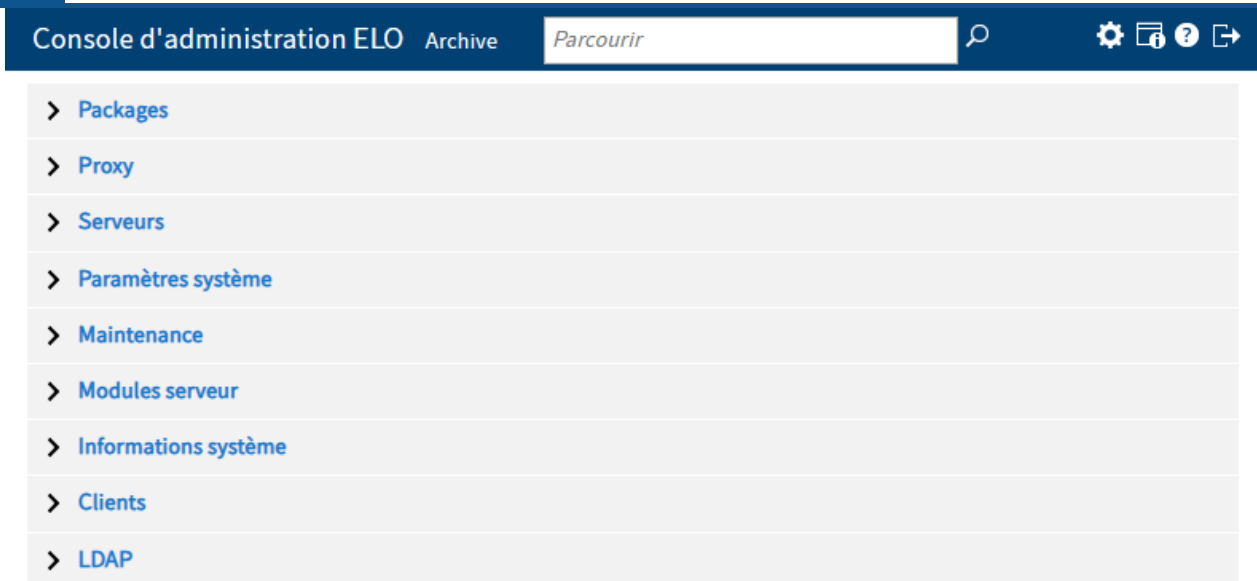 Console d'administration ELO Archive Parcourir
Packages
Proxy
Serveurs
Paramètres système
Maintenance
Modules serveur
Informations système
Clients
LDAP